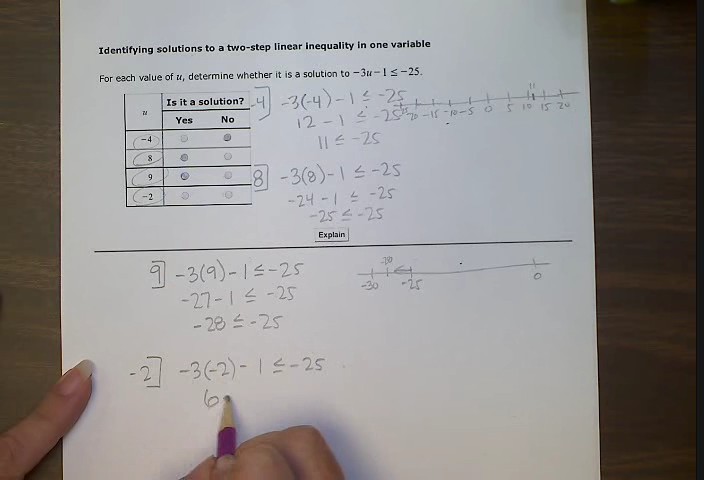 Identifying solutions to a two-step linear inequality in one variable
For each value of u, determine whether it is a solution to −3u−1 ≤ −25.
u Is it a solution?
Yes No
−4
8
9
−2
Explain
-4] -3(-4) - 1 ≤ -25
12 - 1 ≤ -25
11 ≤ -25
-20 -15 -10 -5 0 5 10 15 20
11
8] -3(8) - 1 ≤ -25
-24 - 1 ≤ -25
-25 ≤ -25
9] -3(9) - 1 ≤ -25
-27 - 1 ≤ -25
-28 ≤ -25
-28
-30 -25 0
-2] -3(-2) - 1 ≤ -25
6